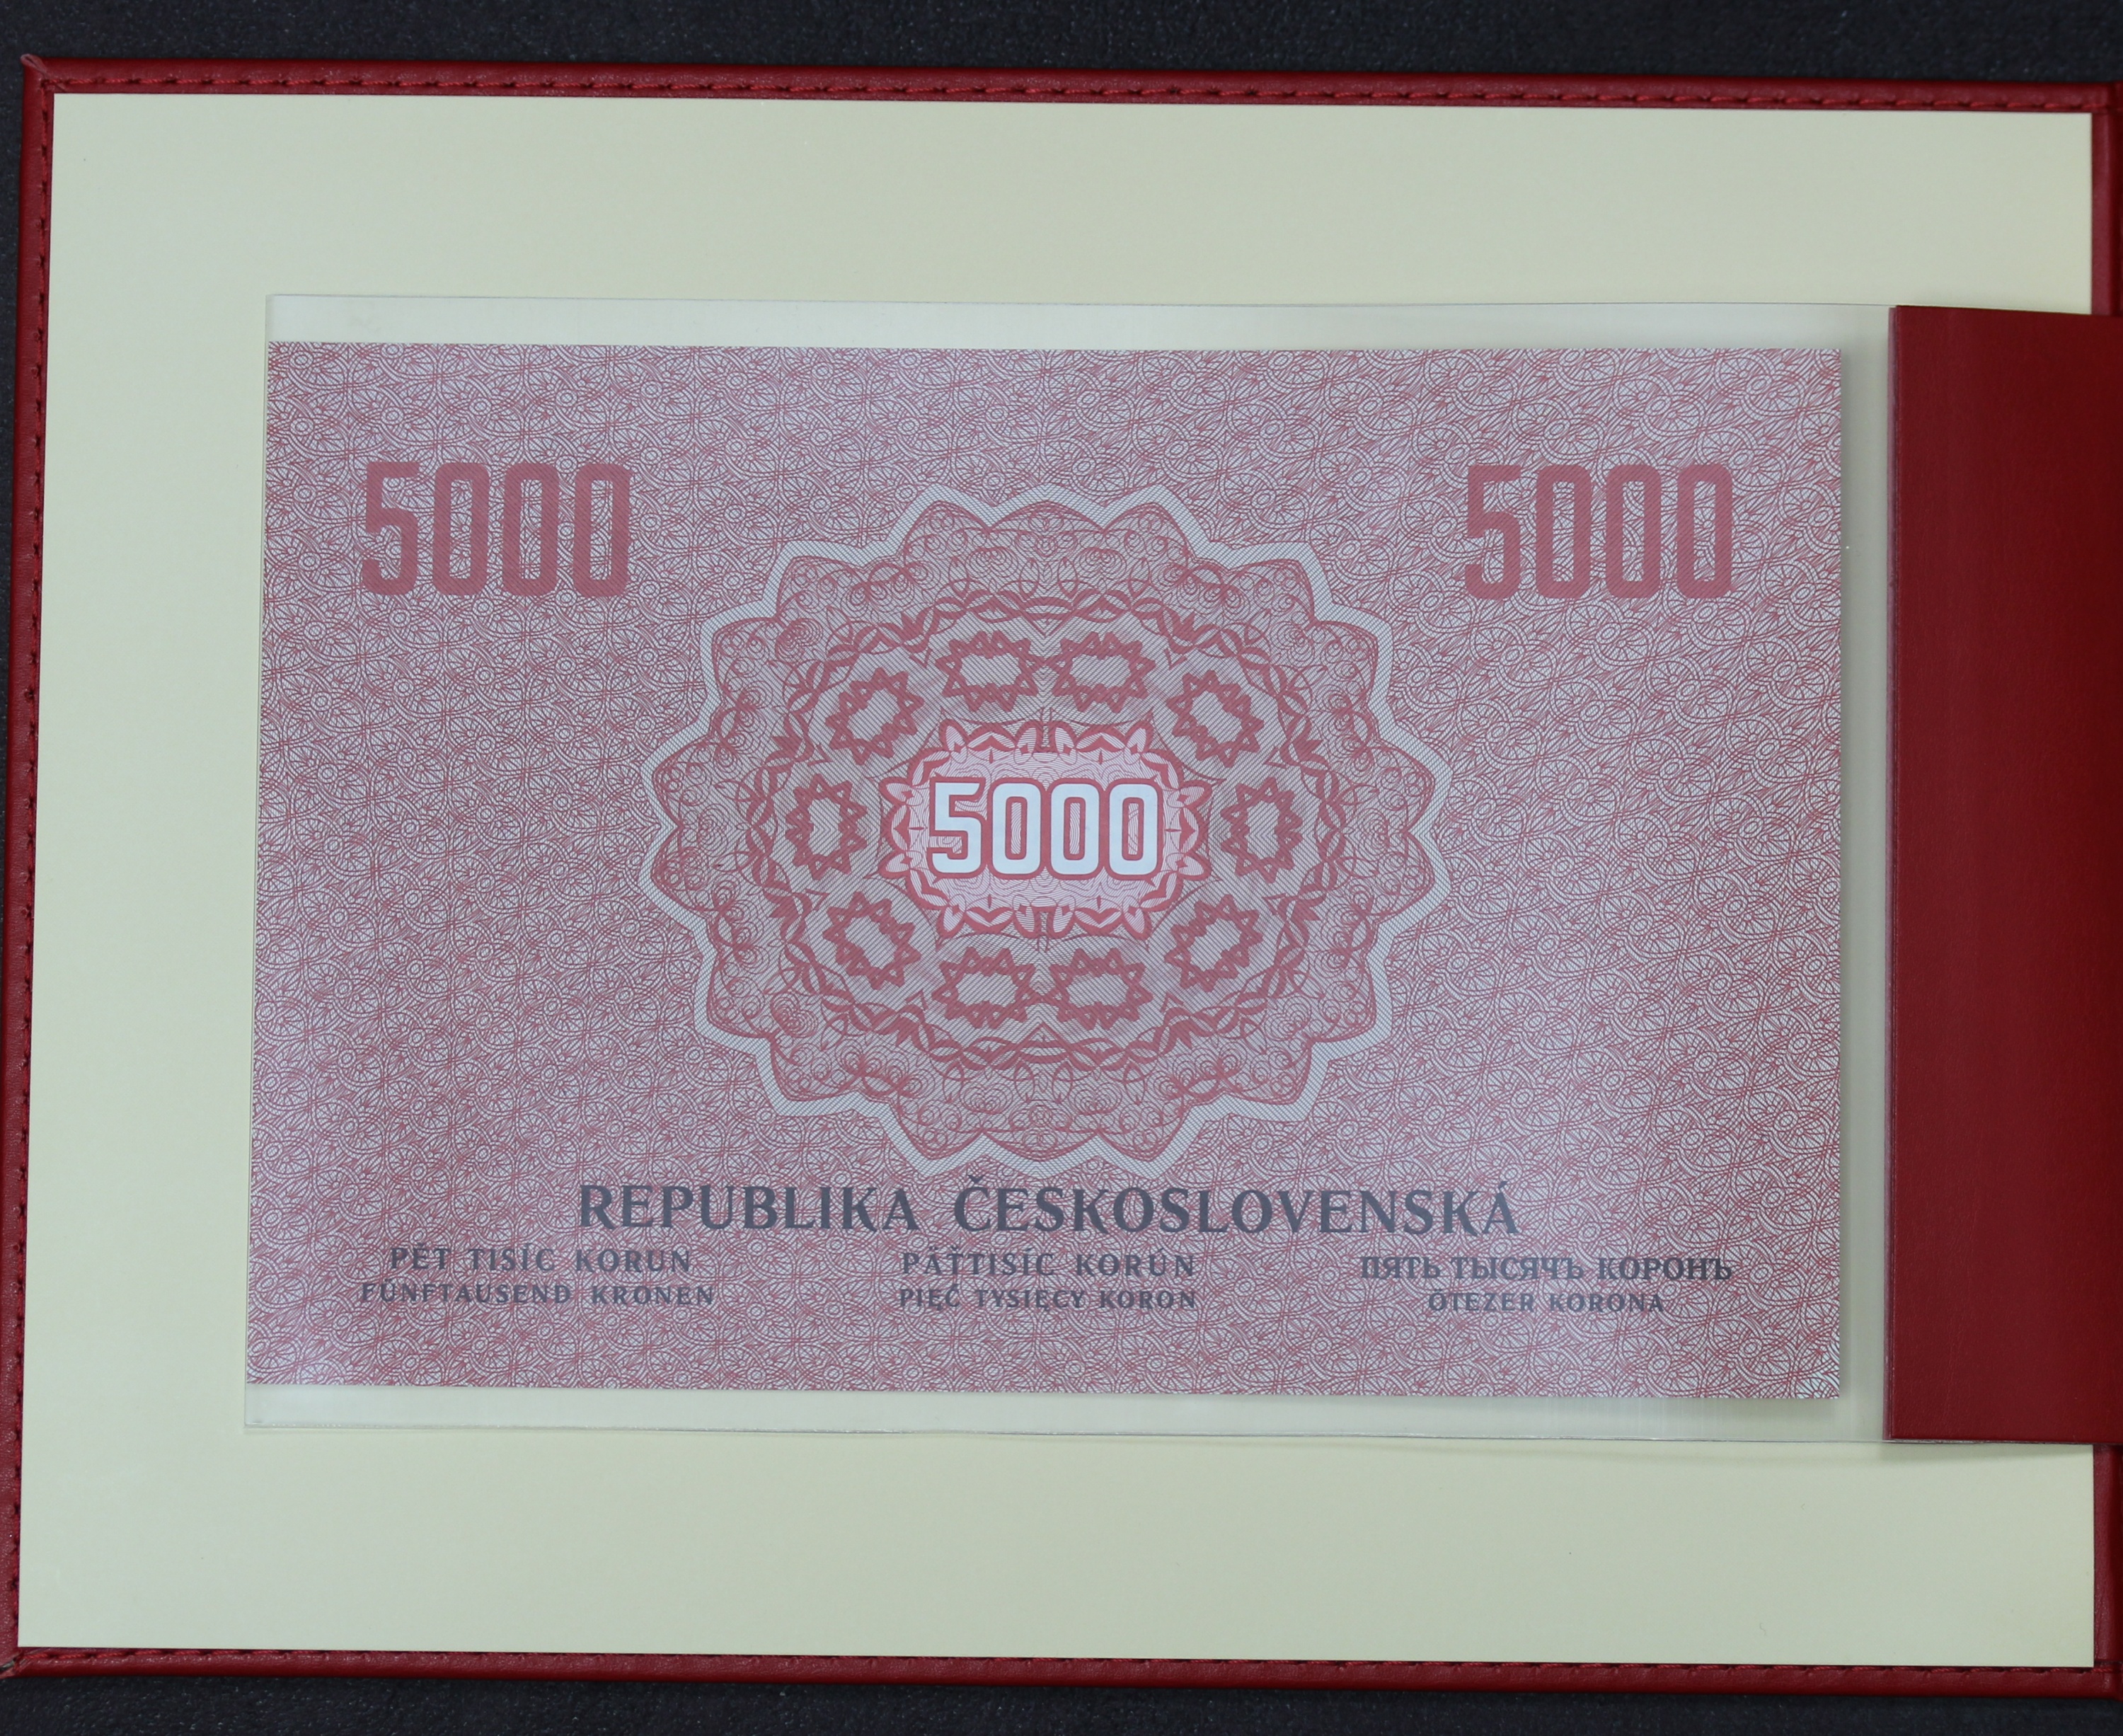 5000 5000
5000
REPUBLIKA ČESKOSLOVENSKÁ
PĚT TISÍC KORUN PÄŤTISÍC KORÚN ПЯТЬ ТЫСЯЧЪ КОРОНЪ
FÜNFTAUSEND KRONEN PIĘĆ TYSIĘCY KORON ÖTEZER KORONA